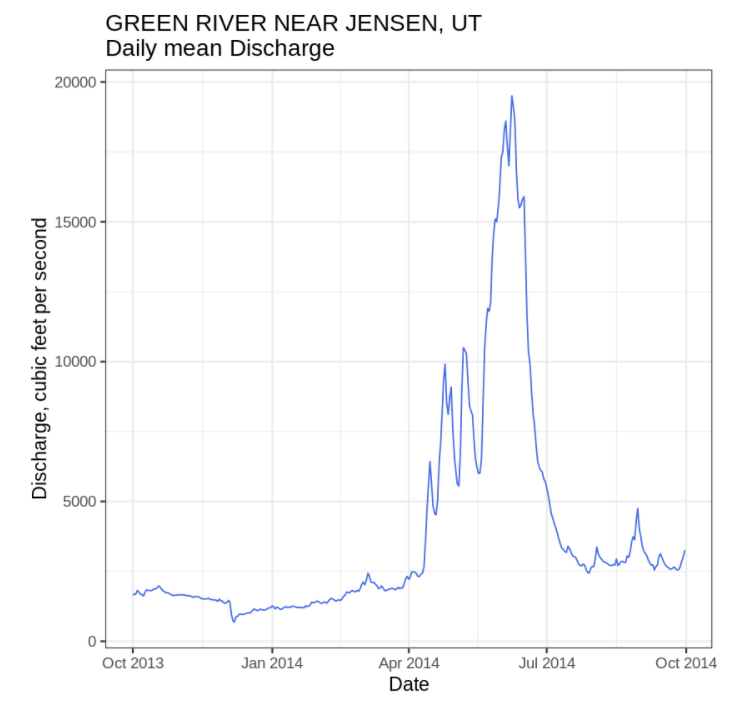 GREEN RIVER NEAR JENSEN, UT
Daily mean Discharge
20000
15000
10000
5000
0
Discharge, cubic feet per second
Oct 2013 Jan 2014 Apr 2014 Jul 2014 Oct 2014
Date